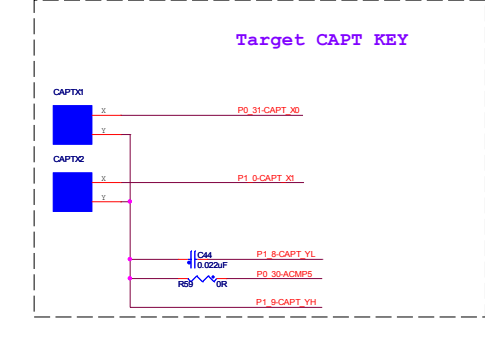 Target CAPT KEY
CAPTX1
X
P0_31-CAPT_X0
Y
CAPTX2
X
P1_0-CAPT_X1
Y
C44
P1_8-CAPT_YL
0.022uF
P0_30-ACMP5
R59
0R
P1_9-CAPT_YH